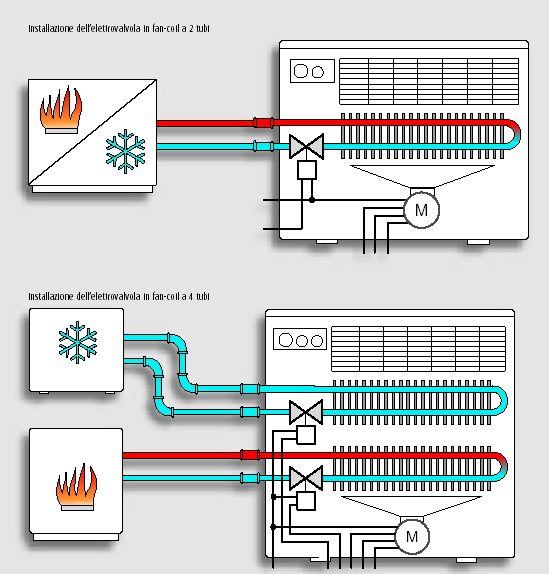 Installazione dell'elettrovalvola in fan-coil a 2 tubi
M
Installazione dell'elettrovalvola in fan-coil a 4 tubi
M